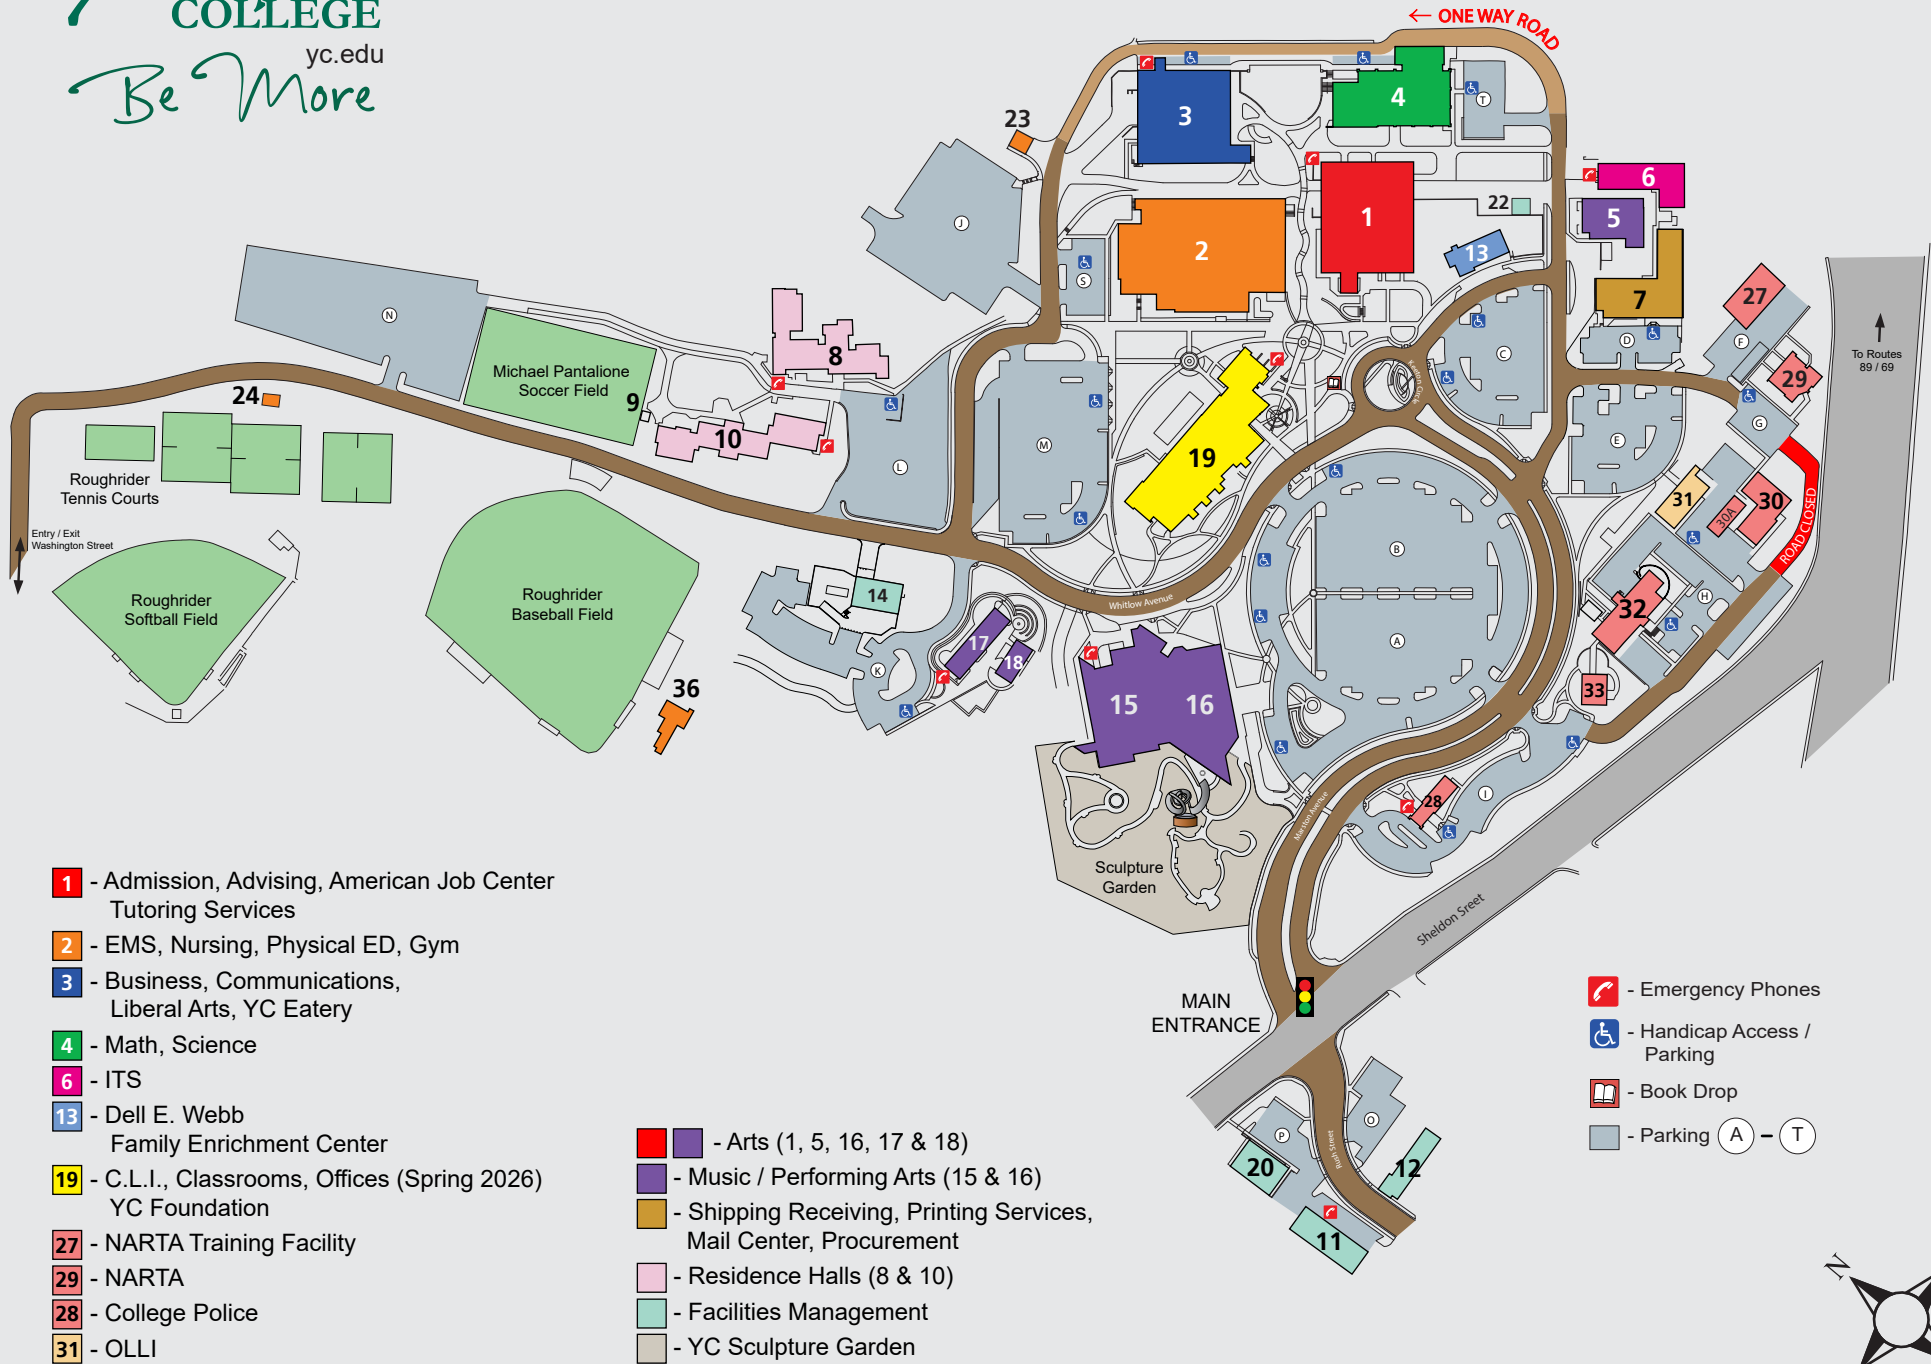 COLLEGE
yc.edu
Be More
← ONE WAY ROAD
23
3
4
T
6
1
22
5
13
2
J
S
7
27
N
C
D
F
To Routes
89 / 69
8
Michael Pantalione
Soccer Field
9
24
10
29
Keeton Circle
G
E
M
L
19
31
30
30A
ROAD CLOSED
Roughrider
Tennis Courts
Entry / Exit
Washington Street
B
A
Roughrider
Softball Field
Roughrider
Baseball Field
14
Whitlow Avenue
32
H
17
18
K
33
36
15
16
28
I
Marston Avenue
Sculpture
Garden
Sheldon Sreet
MAIN
ENTRANCE
O
P
Rush Street
20
12
11
1 - Admission, Advising, American Job Center
Tutoring Services
2 - EMS, Nursing, Physical ED, Gym
3 - Business, Communications,
Liberal Arts, YC Eatery
4 - Math, Science
6 - ITS
13 - Dell E. Webb
Family Enrichment Center
19 - C.L.I., Classrooms, Offices (Spring 2026)
YC Foundation
27 - NARTA Training Facility
29 - NARTA
28 - College Police
31 - OLLI
- Arts (1, 5, 16, 17 & 18)
- Music / Performing Arts (15 & 16)
- Shipping Receiving, Printing Services,
Mail Center, Procurement
- Residence Halls (8 & 10)
- Facilities Management
- YC Sculpture Garden
- Emergency Phones
- Handicap Access /
Parking
- Book Drop
- Parking A – T
N